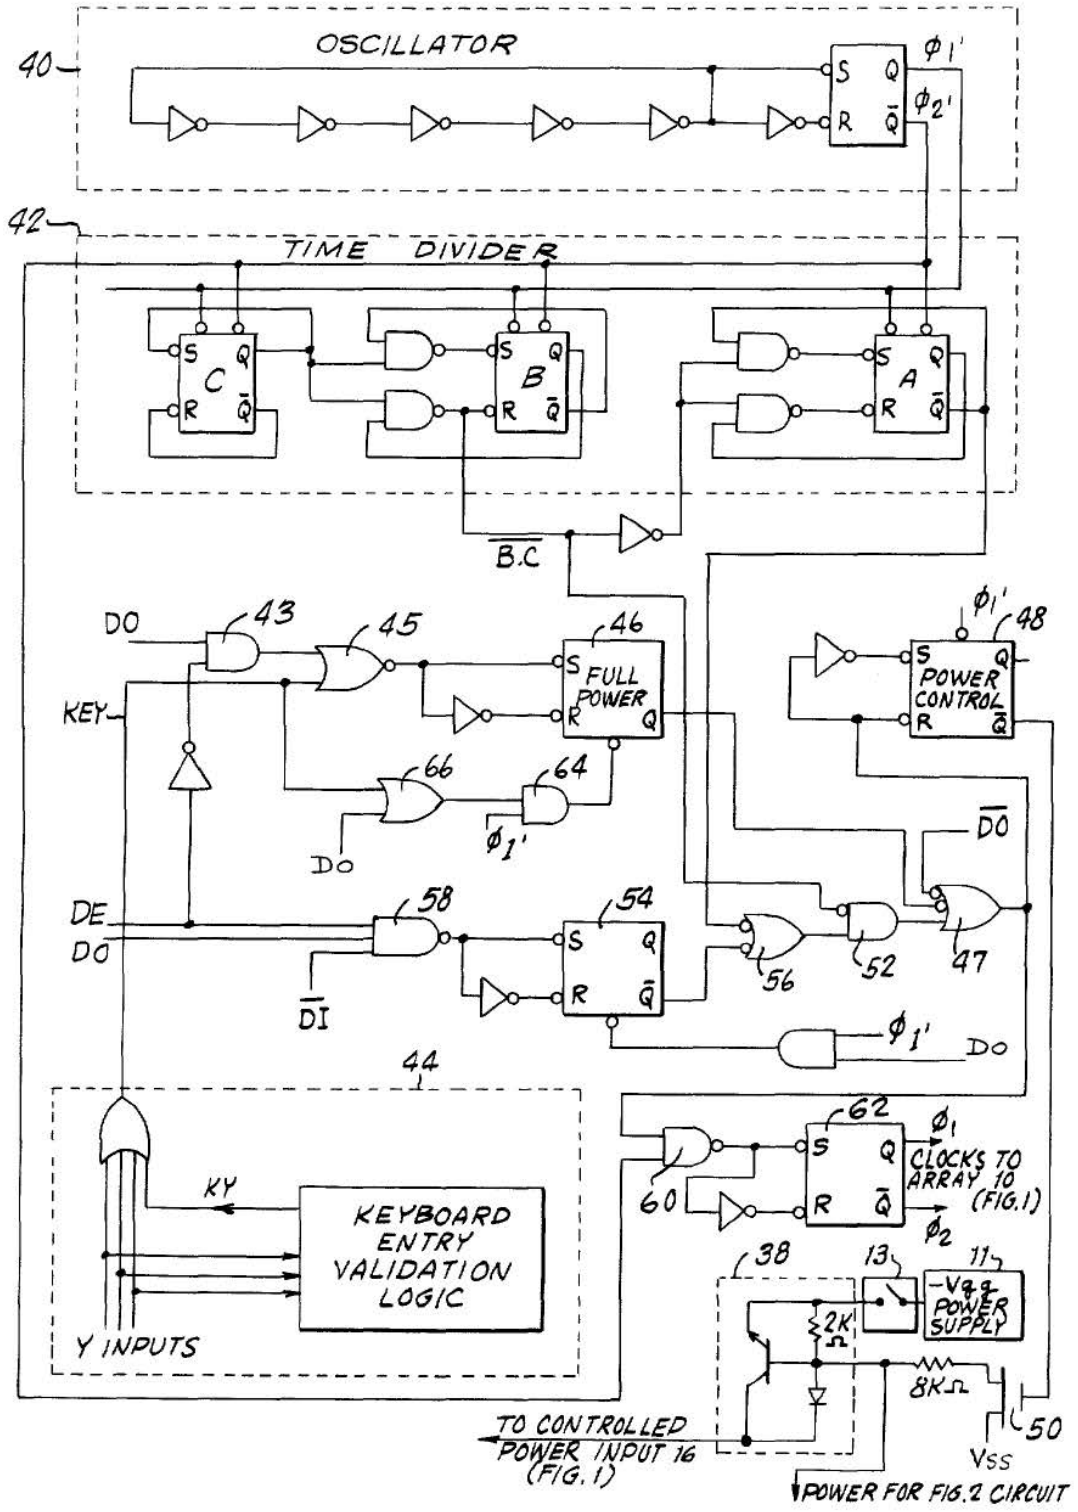 OSCILLATOR
40
S Q ϕ1'
R Q̅ ϕ2'
42
TIME DIVIDER
S Q
C
R Q̅
S Q
B
R Q̅
S Q
A
R Q̅
B.C
DO
43
45
46
S FULL
POWER
R Q
KEY
ϕ1'
48
S Q
POWER
CONTROL
R Q̅
66
64
DO
ϕ1'
DO
DE
DO
58
DI
54
S Q
R Q̅
56
52
47
ϕ1'
DO
44
KY
KEYBOARD
ENTRY
VALIDATION
LOGIC
Y INPUTS
60
62
S Q
R Q̅
ϕ1
CLOCKS TO
ARRAY 10
(FIG.1)
ϕ2
38
13
11
-Vgg
POWER
SUPPLY
2K
Ω
8KΩ
50
VSS
TO CONTROLLED
POWER INPUT 16
(FIG.1)
POWER FOR FIG.2 CIRCUIT